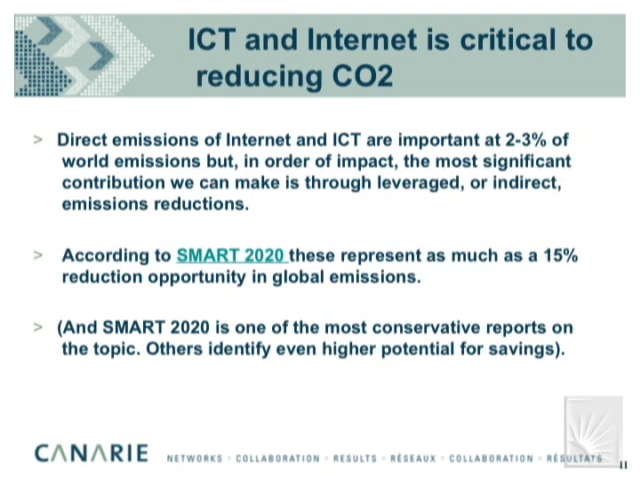 ICT and Internet is critical to
reducing CO2
> Direct emissions of Internet and ICT are important at 2-3% of
world emissions but, in order of impact, the most significant
contribution we can make is through leveraged, or indirect,
emissions reductions.
> According to SMART 2020 these represent as much as a 15%
reduction opportunity in global emissions.
> (And SMART 2020 is one of the most conservative reports on
the topic. Others identify even higher potential for savings).
CANARIE NETWORKS · COLLABORATION · RESULTS · RÉSEAUX · COLLABORATION · RÉSULTATS
11